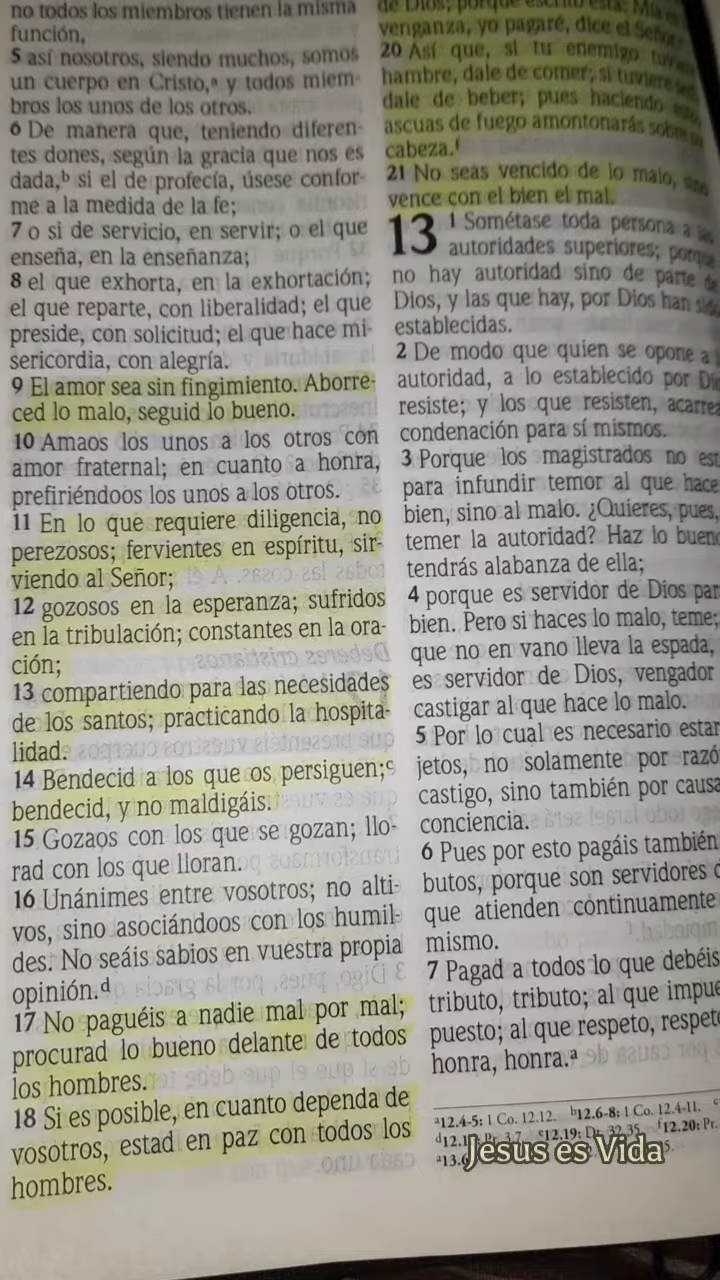 no todos los miembros tienen la misma
función,
5 así nosotros, siendo muchos, somos
un cuerpo en Cristo,ª y todos miem-
bros los unos de los otros.
6 De manera que, teniendo diferen-
tes dones, según la gracia que nos es
dada,ᵇ si el de profecía, úsese confor-
me a la medida de la fe;
7 o si de servicio, en servir; o el que
enseña, en la enseñanza;
8 el que exhorta, en la exhortación;
el que reparte, con liberalidad; el que
preside, con solicitud; el que hace mi-
sericordia, con alegría.
9 El amor sea sin fingimiento. Aborre-
ced lo malo, seguid lo bueno.
10 Amaos los unos a los otros con
amor fraternal; en cuanto a honra,
prefiriéndoos los unos a los otros.
11 En lo que requiere diligencia, no
perezosos; fervientes en espíritu, sir-
viendo al Señor;
12 gozosos en la esperanza; sufridos
en la tribulación; constantes en la ora-
ción;
13 compartiendo para las necesidades
de los santos; practicando la hospita-
lidad.
14 Bendecid a los que os persiguen;ᶜ
bendecid, y no maldigáis.
15 Gozaos con los que se gozan; llo-
rad con los que lloran.
16 Unánimes entre vosotros; no alti-
vos, sino asociándoos con los humil-
des. No seáis sabios en vuestra propia
opinión.ᵈ
17 No paguéis a nadie mal por mal;
procurad lo bueno delante de todos
los hombres.
18 Si es posible, en cuanto dependa de
vosotros, estad en paz con todos los
hombres.
de Dios; porque escrito está: Mía es
venganza, yo pagaré, dice el Señor.
20 Así que, si tu enemigo
hambre, dale de comer; si tuviere sed
dale de beber; pues haciendo
ascuas de fuego amontonarás sobre
cabeza.ᶠ
21 No seas vencido de lo malo, sino
vence con el bien el mal.
13 1 Sométase toda persona a
autoridades superiores; porque
no hay autoridad sino de parte de
Dios, y las que hay, por Dios han sido
establecidas.
2 De modo que quien se opone a
autoridad, a lo establecido por
resiste; y los que resisten, acarrea
condenación para sí mismos.
3 Porque los magistrados no
para infundir temor al que hace
bien, sino al malo. ¿Quieres, pues,
temer la autoridad? Haz lo bueno
tendrás alabanza de ella;
4 porque es servidor de Dios
bien. Pero si haces lo malo, teme;
que no en vano lleva la espada,
es servidor de Dios, vengador
castigar al que hace lo malo.
5 Por lo cual es necesario estar
jetos, no solamente por
castigo, sino también por causa
conciencia.
6 Pues por esto pagáis también
butos, porque son servidores
que atienden continuamente
mismo.
7 Pagad a todos lo que debéis
tributo, tributo; al que
puesto; al que respeto,
honra, honra.ª
ª12.4-5: 1 Co. 12.12. ᵇ12.6-8: 1 Co. 12.4-11.
ᵉ12.19: Dt. 32.35. ᶠ12.20: Pr.
Jesus es Vida